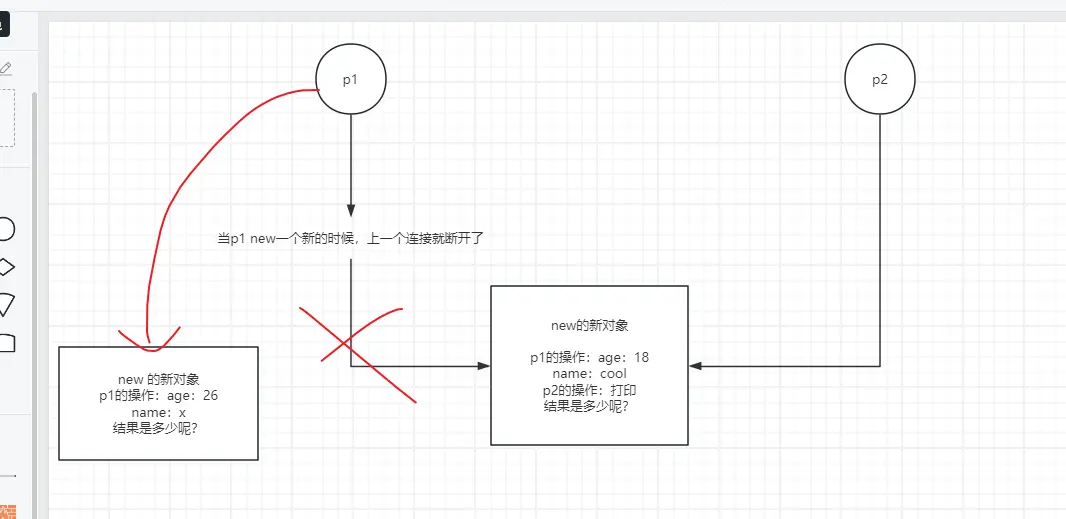 p1
p2
当p1 new一个新的时候，上一个连接就断开了
new的新对象
p1的操作：age：18
name：cool
p2的操作：打印
结果是多少呢？
new 的新对象
p1的操作：age：26
name：x
结果是多少呢？